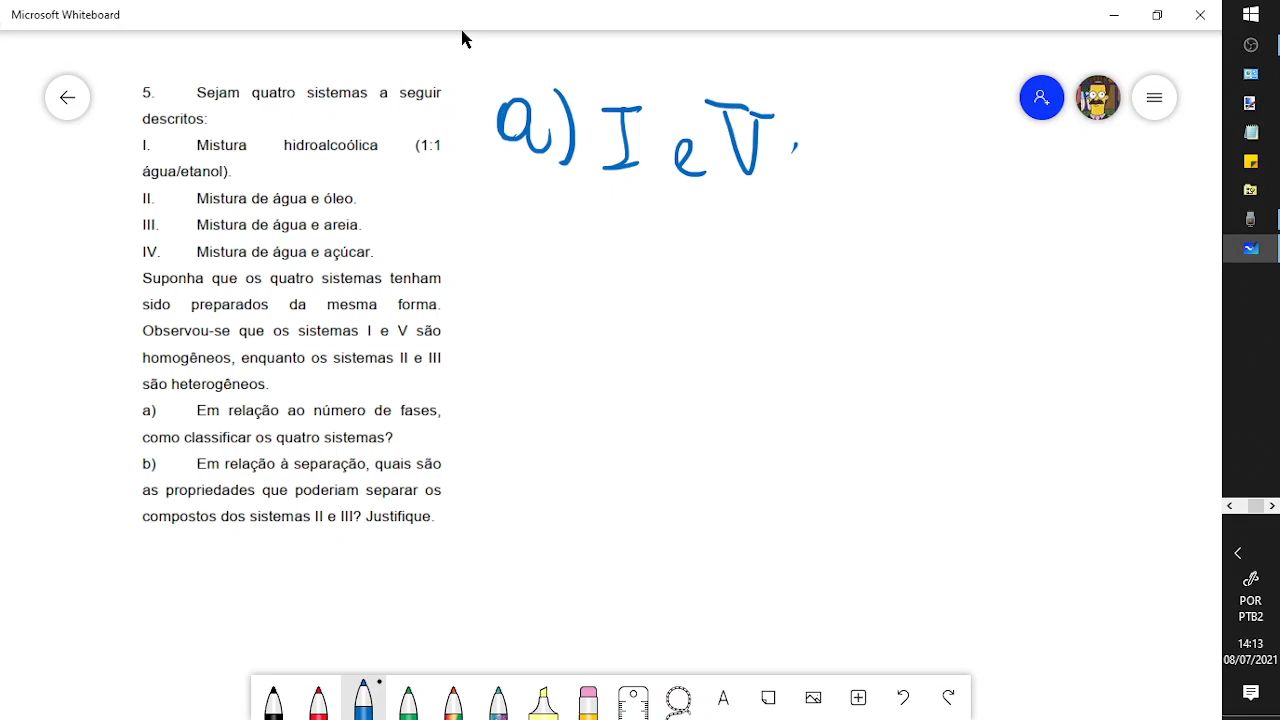 Microsoft Whiteboard
5. Sejam quatro sistemas a seguir
descritos:
I. Mistura hidroalcoólica (1:1
água/etanol).
II. Mistura de água e óleo.
III. Mistura de água e areia.
IV. Mistura de água e açúcar.
Suponha que os quatro sistemas tenham
sido preparados da mesma forma.
Observou-se que os sistemas I e V são
homogêneos, enquanto os sistemas II e III
são heterogêneos.
a) Em relação ao número de fases,
como classificar os quatro sistemas?
b) Em relação à separação, quais são
as propriedades que poderiam separar os
compostos dos sistemas II e III? Justifique.
a) I e V,
A
POR
PTB2
14:13
08/07/2021